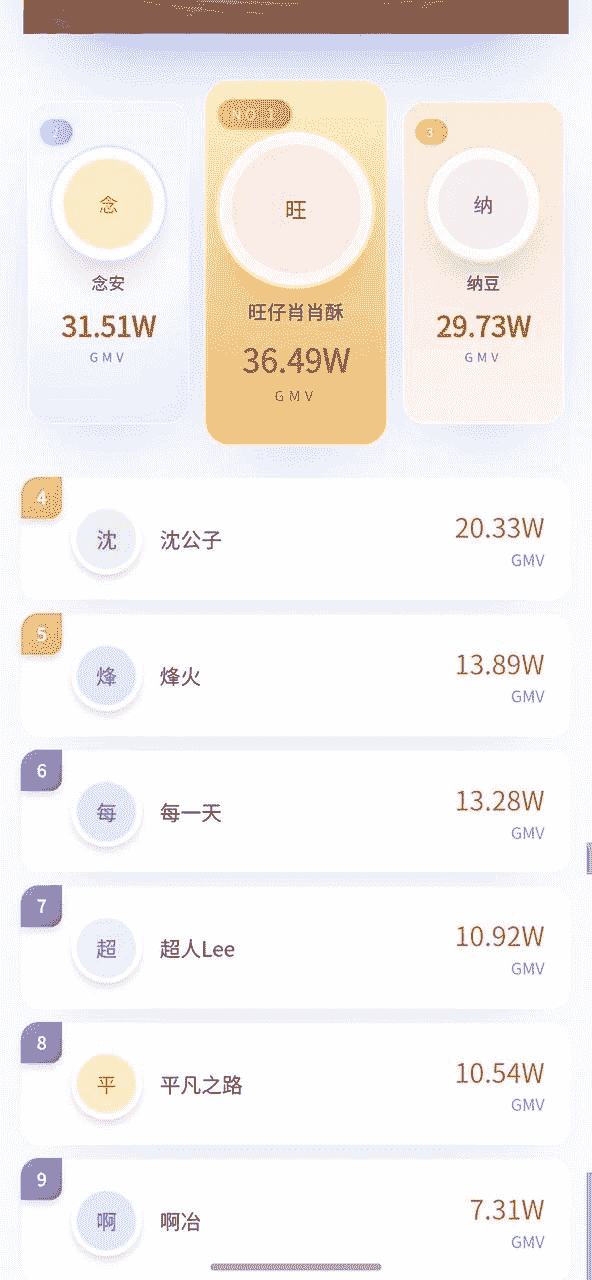 2
念
念安
31.51W
GMV
NO.1
旺
旺仔肖肖酥
36.49W
GMV
3
纳
纳豆
29.73W
GMV
4
沈
沈公子
20.33W
GMV
5
烽
烽火
13.89W
GMV
6
每
每一天
13.28W
GMV
7
超
超人Lee
10.92W
GMV
8
平
平凡之路
10.54W
GMV
9
啊
啊冶
7.31W
GMV